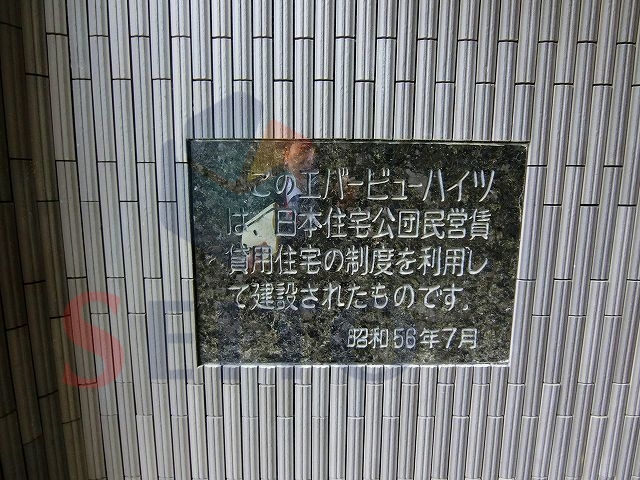 このエバービューハイツ
は、日本住宅公団民営賃
貸用住宅の制度を利用し
て建設されたものです。
昭和56年7月